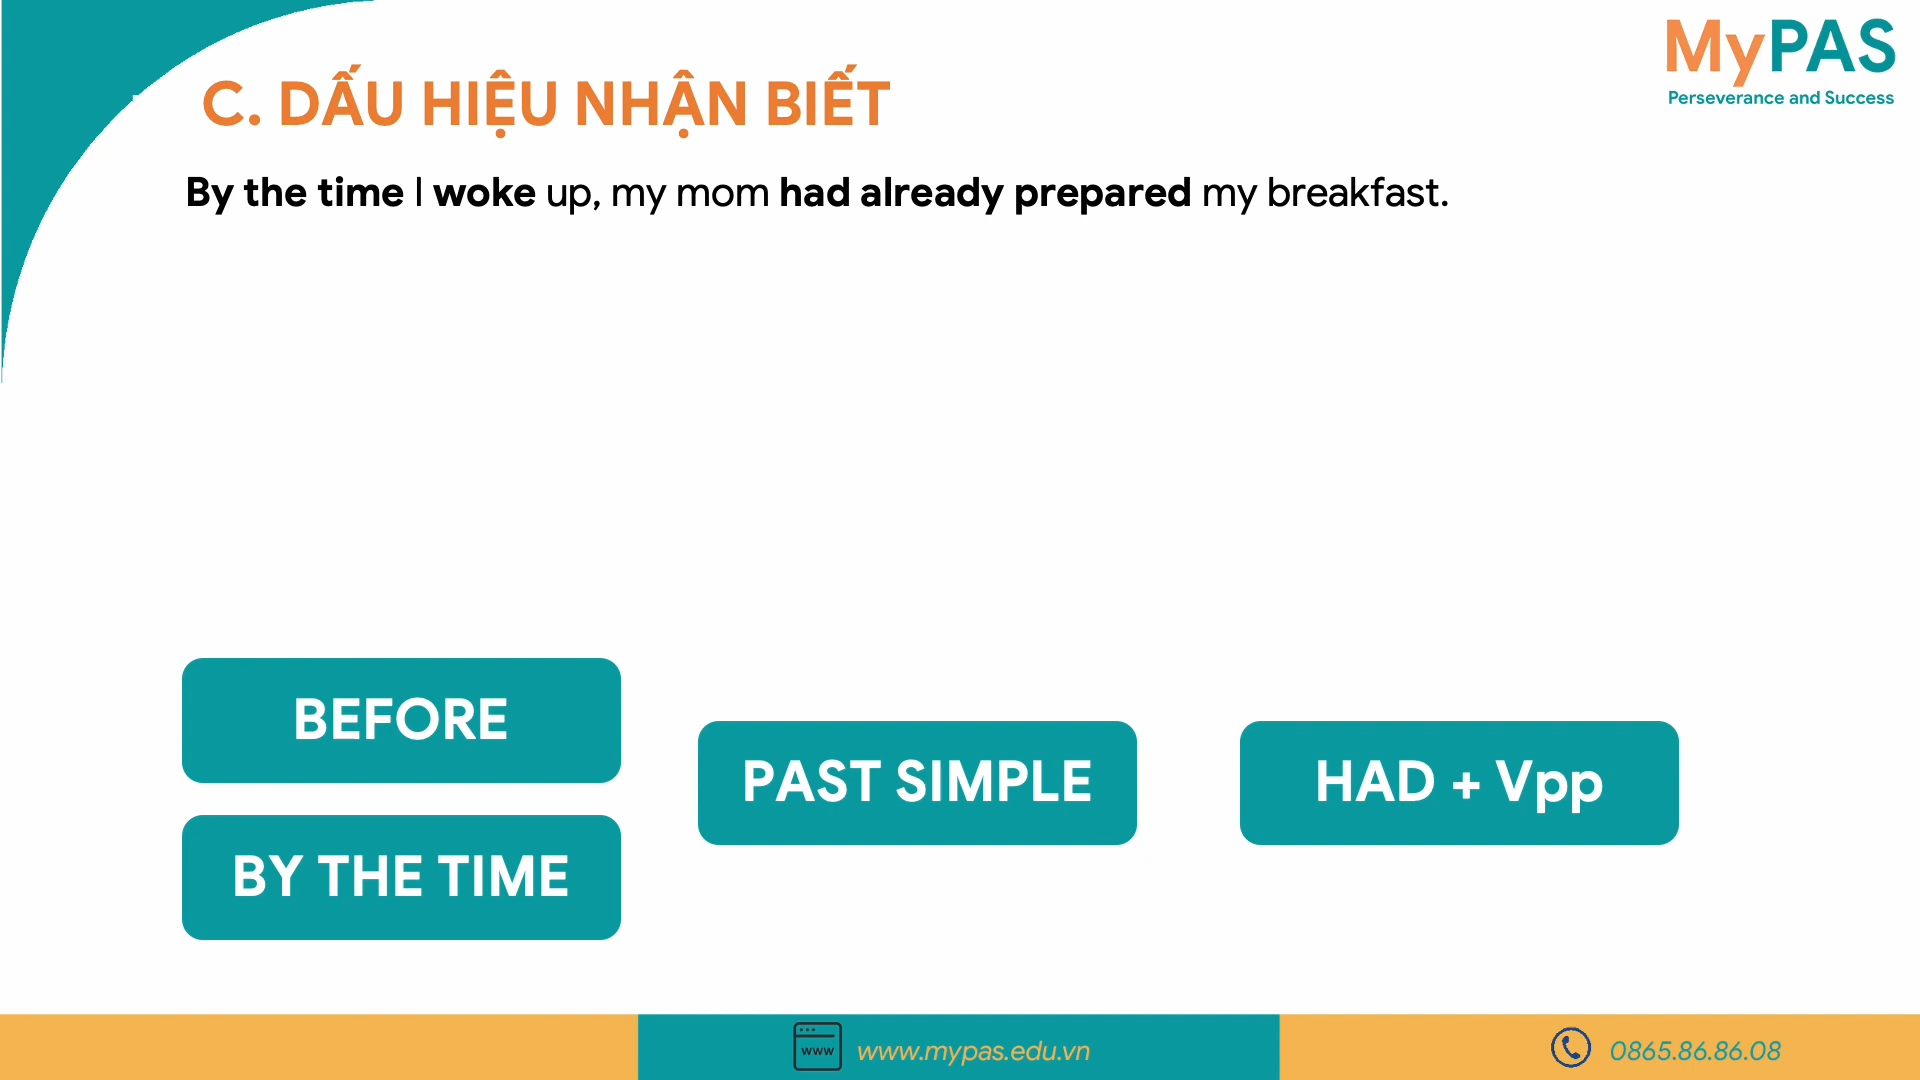 MyPAS
Perseverance and Success
C. DẤU HIỆU NHẬN BIẾT
By the time I woke up, my mom had already prepared my breakfast.
BEFORE
PAST SIMPLE
HAD + Vpp
BY THE TIME
www
www.mypas.edu.vn
0865.86.86.08